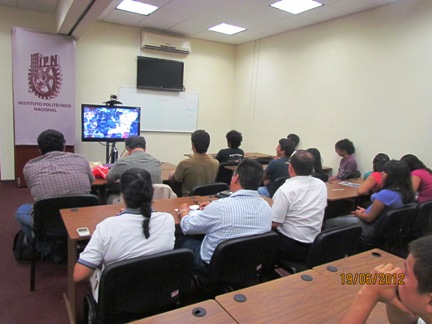 IPN
INSTITUTO POLITÉCNICO
NACIONAL
19/06/2012